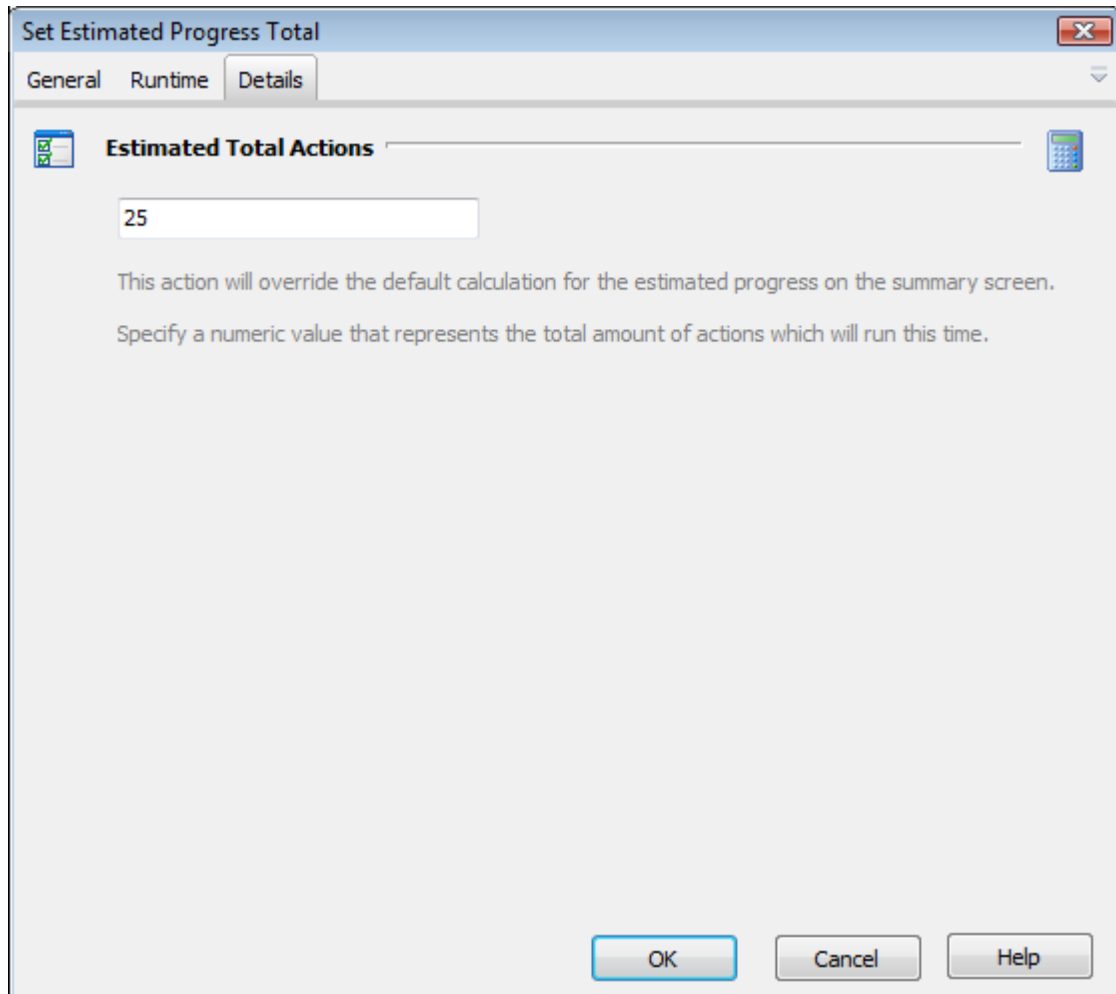 Set Estimated Progress Total
General Runtime Details
Estimated Total Actions
25
This action will override the default calculation for the estimated progress on the summary screen.
Specify a numeric value that represents the total amount of actions which will run this time.
OK Cancel Help